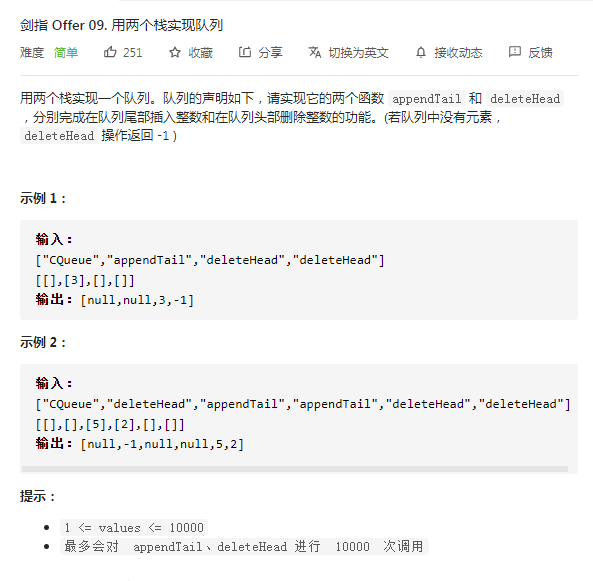 剑指 Offer 09. 用两个栈实现队列
难度 简单 251 收藏 分享 切换为英文 接收动态 反馈
用两个栈实现一个队列。队列的声明如下，请实现它的两个函数 appendTail 和 deleteHead
，分别完成在队列尾部插入整数和在队列头部删除整数的功能。(若队列中没有元素，
deleteHead 操作返回 -1 )
示例 1：
输入：
["CQueue","appendTail","deleteHead","deleteHead"]
[[],[3],[],[]]
输出：[null,null,3,-1]
示例 2：
输入：
["CQueue","deleteHead","appendTail","appendTail","deleteHead","deleteHead"]
[[],[],[5],[2],[],[]]
输出：[null,-1,null,null,5,2]
提示：
1 <= values <= 10000
最多会对 appendTail、deleteHead 进行 10000 次调用